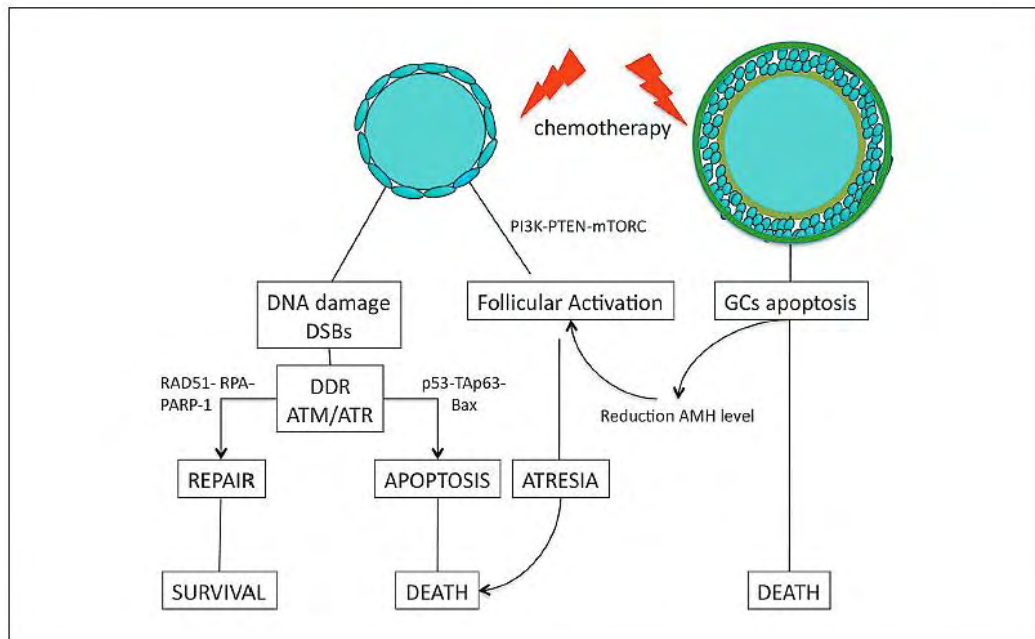 chemotherapy
PI3K-PTEN-mTORC
DNA damage
DSBs
Follicular Activation
GCs apoptosis
RAD51- RPA-
PARP-1
DDR
ATM/ATR
p53-TAp63-
Bax
Reduction AMH level
REPAIR
APOPTOSIS
ATRESIA
SURVIVAL
DEATH
DEATH